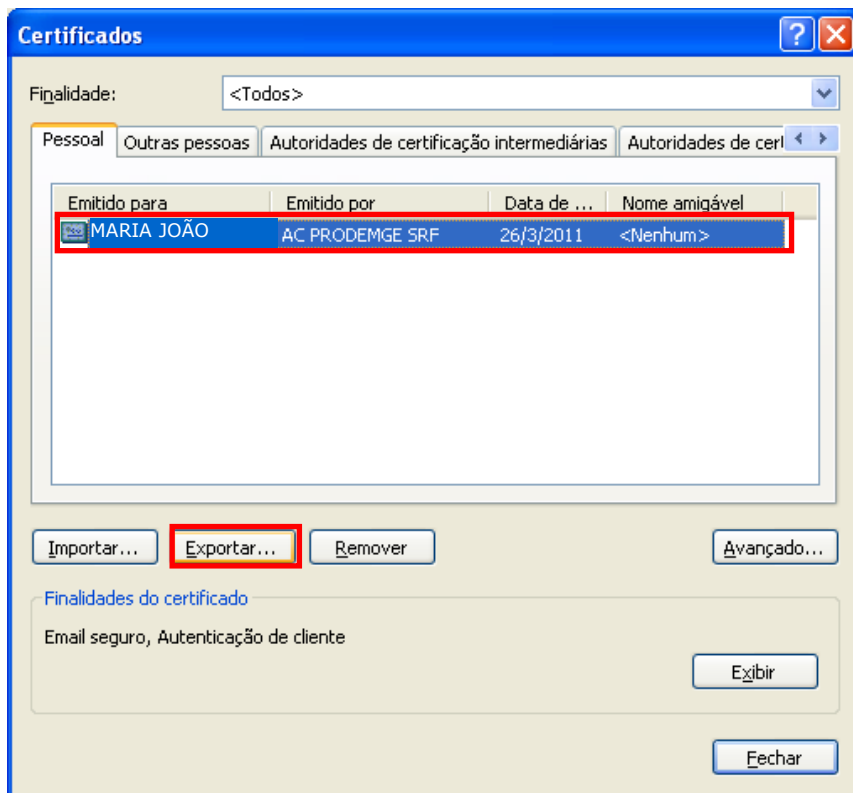 Certificados
Finalidade: <Todos>
Pessoal Outras pessoas Autoridades de certificação intermediárias Autoridades de cert
Emitido para Emitido por Data de ... Nome amigável
MARIA JOÃO AC PRODEMGE SRF 26/3/2011 <Nenhum>
Importar... Exportar... Remover Avançado...
Finalidades do certificado
Email seguro, Autenticação de cliente
Exibir
Fechar